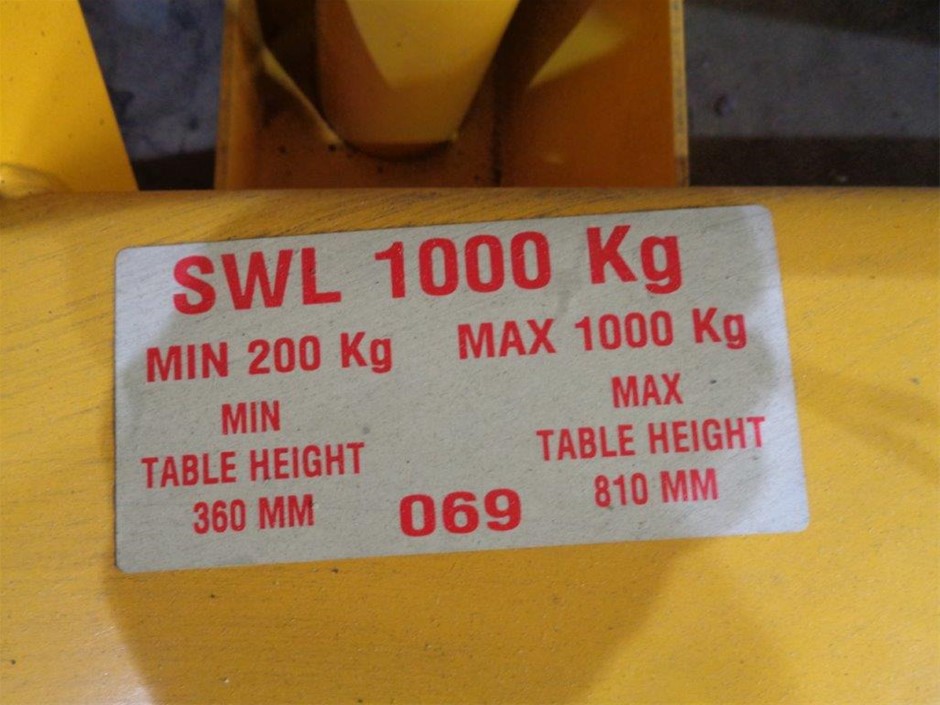 SWL 1000 Kg
MIN 200 Kg MAX 1000 Kg
MIN
TABLE HEIGHT
360 MM
MAX
TABLE HEIGHT
810 MM
069